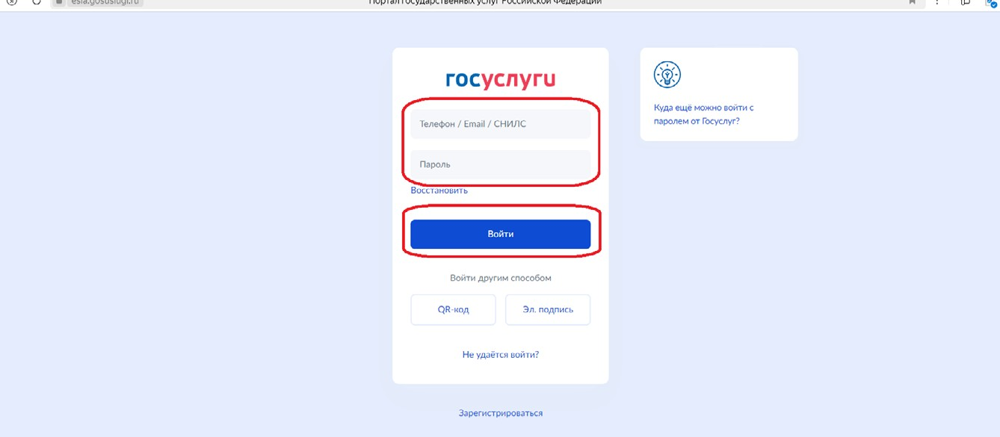 esia.gosuslugi.ru
Портал государственных услуг Российской Федерации
госуслуги
Телефон / Email / СНИЛС
Пароль
Восстановить
Войти
Войти другим способом
QR-код
Эл. подпись
Не удаётся войти?
Зарегистрироваться
Куда ещё можно войти с
паролем от Госуслуг?